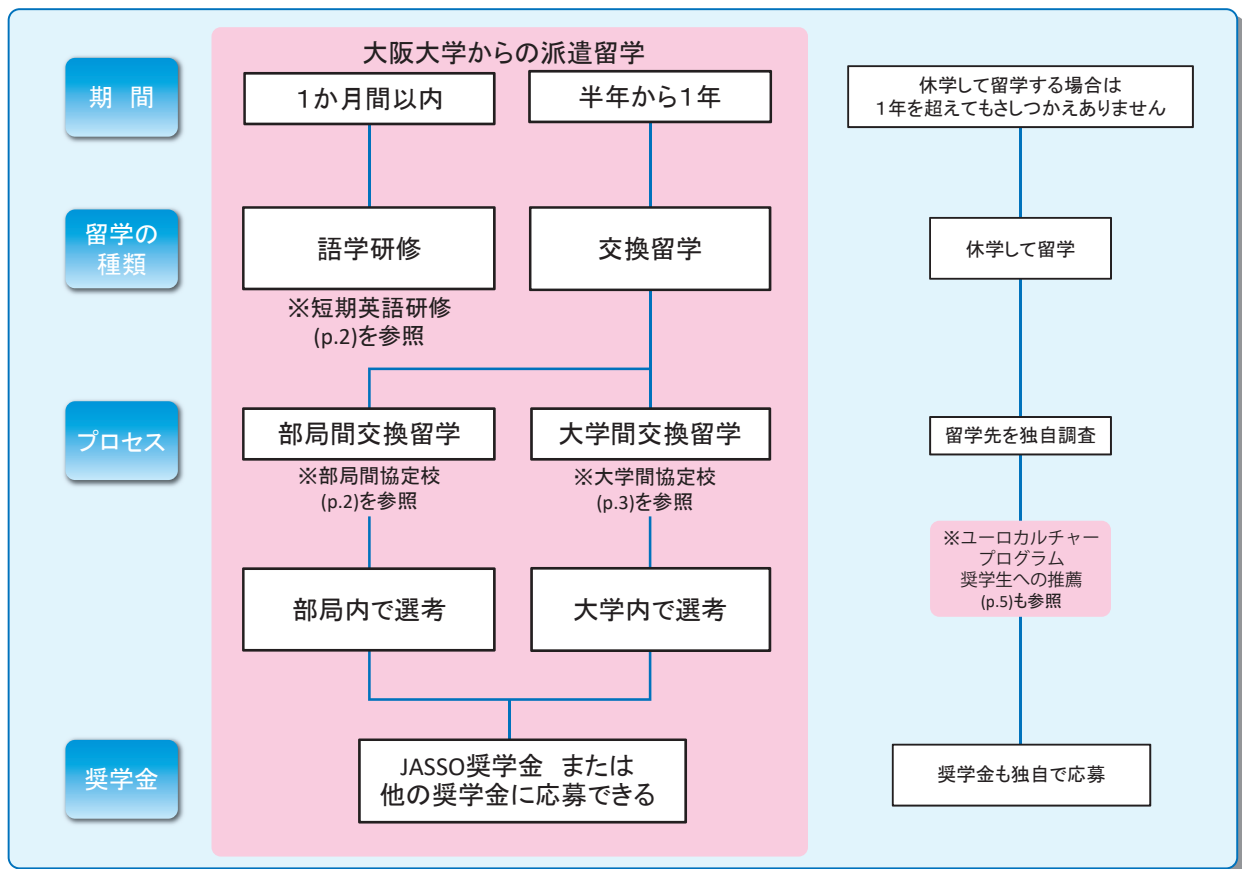 大阪大学からの派遣留学
期 間
1か月間以内
半年から1年
休学して留学する場合は
1年を超えてもさしつかえありません
留学の
種類
語学研修
交換留学
休学して留学
※短期英語研修
(p.2)を参照
プロセス
部局間交換留学
大学間交換留学
留学先を独自調査
※部局間協定校
(p.2)を参照
※大学間協定校
(p.3)を参照
※ユーロカルチャー
プログラム
奨学生への推薦
(p.5)も参照
部局内で選考
大学内で選考
奨学金
JASSO奨学金 または
他の奨学金に応募できる
奨学金も独自で応募